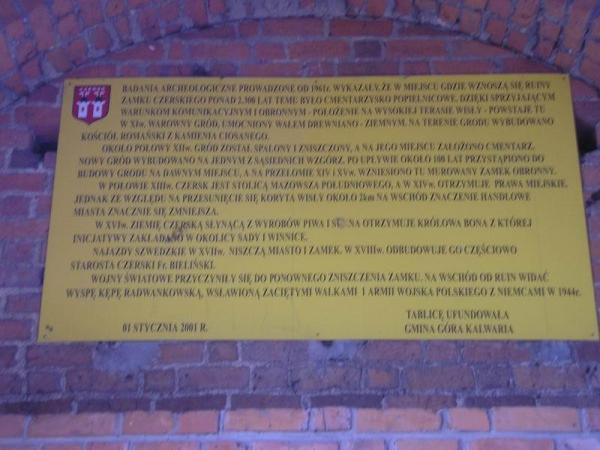 BADANIA ARCHEOLOGICZNE PROWADZONE OD 1961r. WYKAZAŁY, ŻE W MIEJSCU GDZIE WZNOSZĄ SIĘ RUINY
ZAMKU CZERSKIEGO PONAD 2.300 LAT TEMU BYŁO CMENTARZYSKO POPIELNICOWE. DZIĘKI SPRZYJAJĄCYM
WARUNKOM KOMUNIKACYJNYM I OBRONNYM - POŁOŻENIE NA WYSOKIEJ TERASIE WISŁY - POWSTAJE TU
W XIw. WAROWNY GRÓD, UMOCNIONY WAŁEM DREWNIANO - ZIEMNYM. NA TERENIE GRODU WYBUDOWANO
KOŚCIÓŁ ROMAŃSKI Z KAMIENIA CIOSANEGO.
OKOŁO POŁOWY XIIw. GRÓD ZOSTAŁ SPALONY I ZNISZCZONY, A NA JEGO MIEJSCU ZAŁOŻONO CMENTARZ.
NOWY GRÓD WYBUDOWANO NA JEDNYM Z SĄSIEDNICH WZGÓRZ. PO UPŁYWIE OKOŁO 100 LAT PRZYSTĄPIONO DO
BUDOWY GRODU NA DAWNYM MIEJSCU, A NA PRZEŁOMIE XIV i XVw. WZNIESIONO TU MUROWANY ZAMEK OBRONNY.
W POŁOWIE XIIIw. CZERSK JEST STOLICĄ MAZOWSZA POŁUDNIOWEGO, A W XIVw. OTRZYMUJE PRAWA MIEJSKIE.
JEDNAK ZE WZGLĘDU NA PRZESUNIĘCIE SIĘ KORYTA WISŁY OKOŁO 2km NA WSCHÓD ZNACZENIE HANDLOWE
MIASTA ZNACZNIE SIĘ ZMNIEJSZA.
W XVIw. ZIEMIĘ CZERSKĄ SŁYNĄCĄ Z WYROBÓW PIWA I OTRZYMUJE KRÓLOWA BONA Z KTÓREJ
INICJATYWY ZAKŁADANO W OKOLICY SADY I WINNICE.
NAJAZDY SZWEDZKIE W XVIIw. NISZCZĄ MIASTO I ZAMEK. W XVIIIw. ODBUDOWUJE GO CZĘŚCIOWO
STAROSTA CZERSKI Fr. BIELIŃSKI.
WOJNY ŚWIATOWE PRZYCZYNIŁY SIĘ DO PONOWNEGO ZNISZCZENIA ZAMKU. NA WSCHÓD OD RUIN WIDAĆ
WYSPĘ KĘPĘ RADWANKOWSKĄ, WSŁAWIONĄ ZACIĘTYMI WALKAMI 1 ARMII WOJSKA POLSKIEGO Z NIEMCAMI W 1944r.
TABLICĘ UFUNDOWAŁA
01 STYCZNIA 2001 R.
GMINA GÓRA KALWARIA